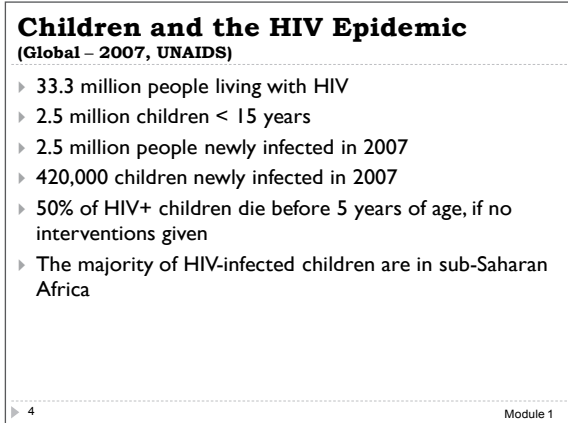 Children and the HIV Epidemic
(Global – 2007, UNAIDS)
33.3 million people living with HIV
2.5 million children < 15 years
2.5 million people newly infected in 2007
420,000 children newly infected in 2007
50% of HIV+ children die before 5 years of age, if no
interventions given
The majority of HIV-infected children are in sub-Saharan
Africa
4
Module 1